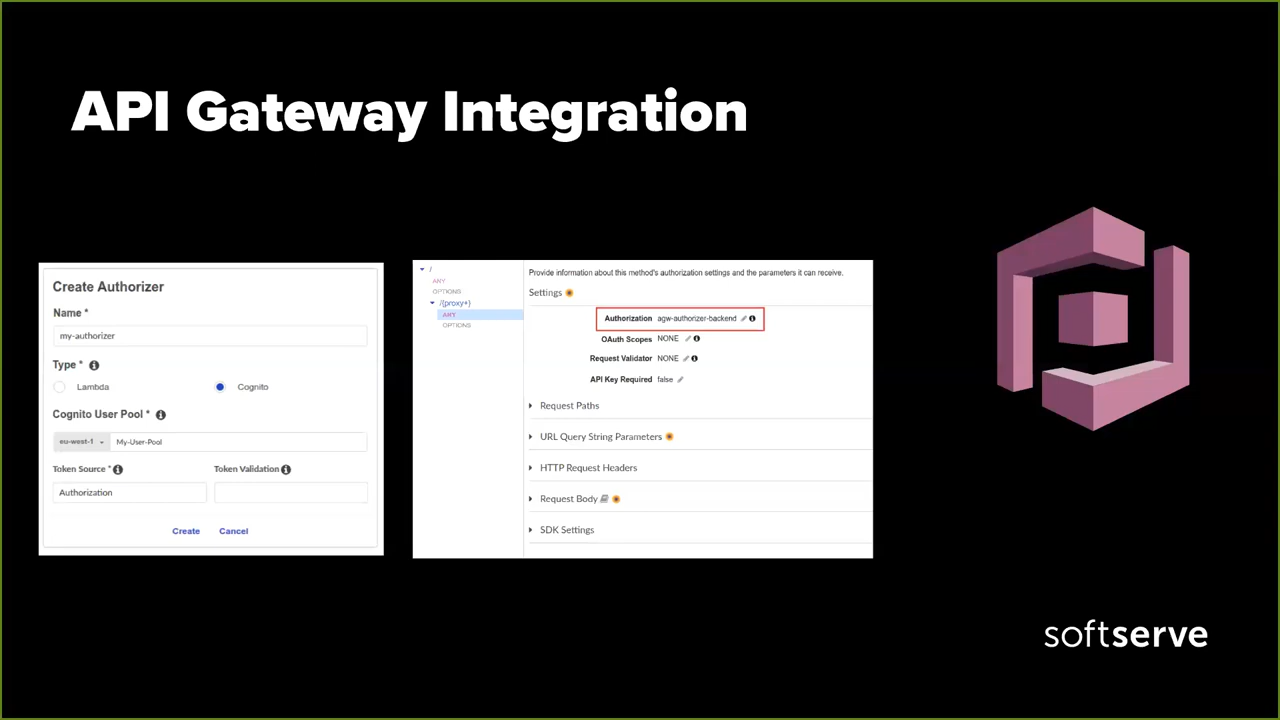 API Gateway Integration
Create Authorizer
Name *
my-authorizer
Type *
Lambda
Cognito
Cognito User Pool *
eu-west-1
My-User-Pool
Token Source *
Token Validation
Authorization
Create
Cancel
/
ANY
OPTIONS
/{proxy+}
ANY
OPTIONS
Provide information about this method's authorization settings and the parameters it can receive.
Settings
Authorization agw-authorizer-backend
OAuth Scopes NONE
Request Validator NONE
API Key Required false
Request Paths
URL Query String Parameters
HTTP Request Headers
Request Body
SDK Settings
softserve